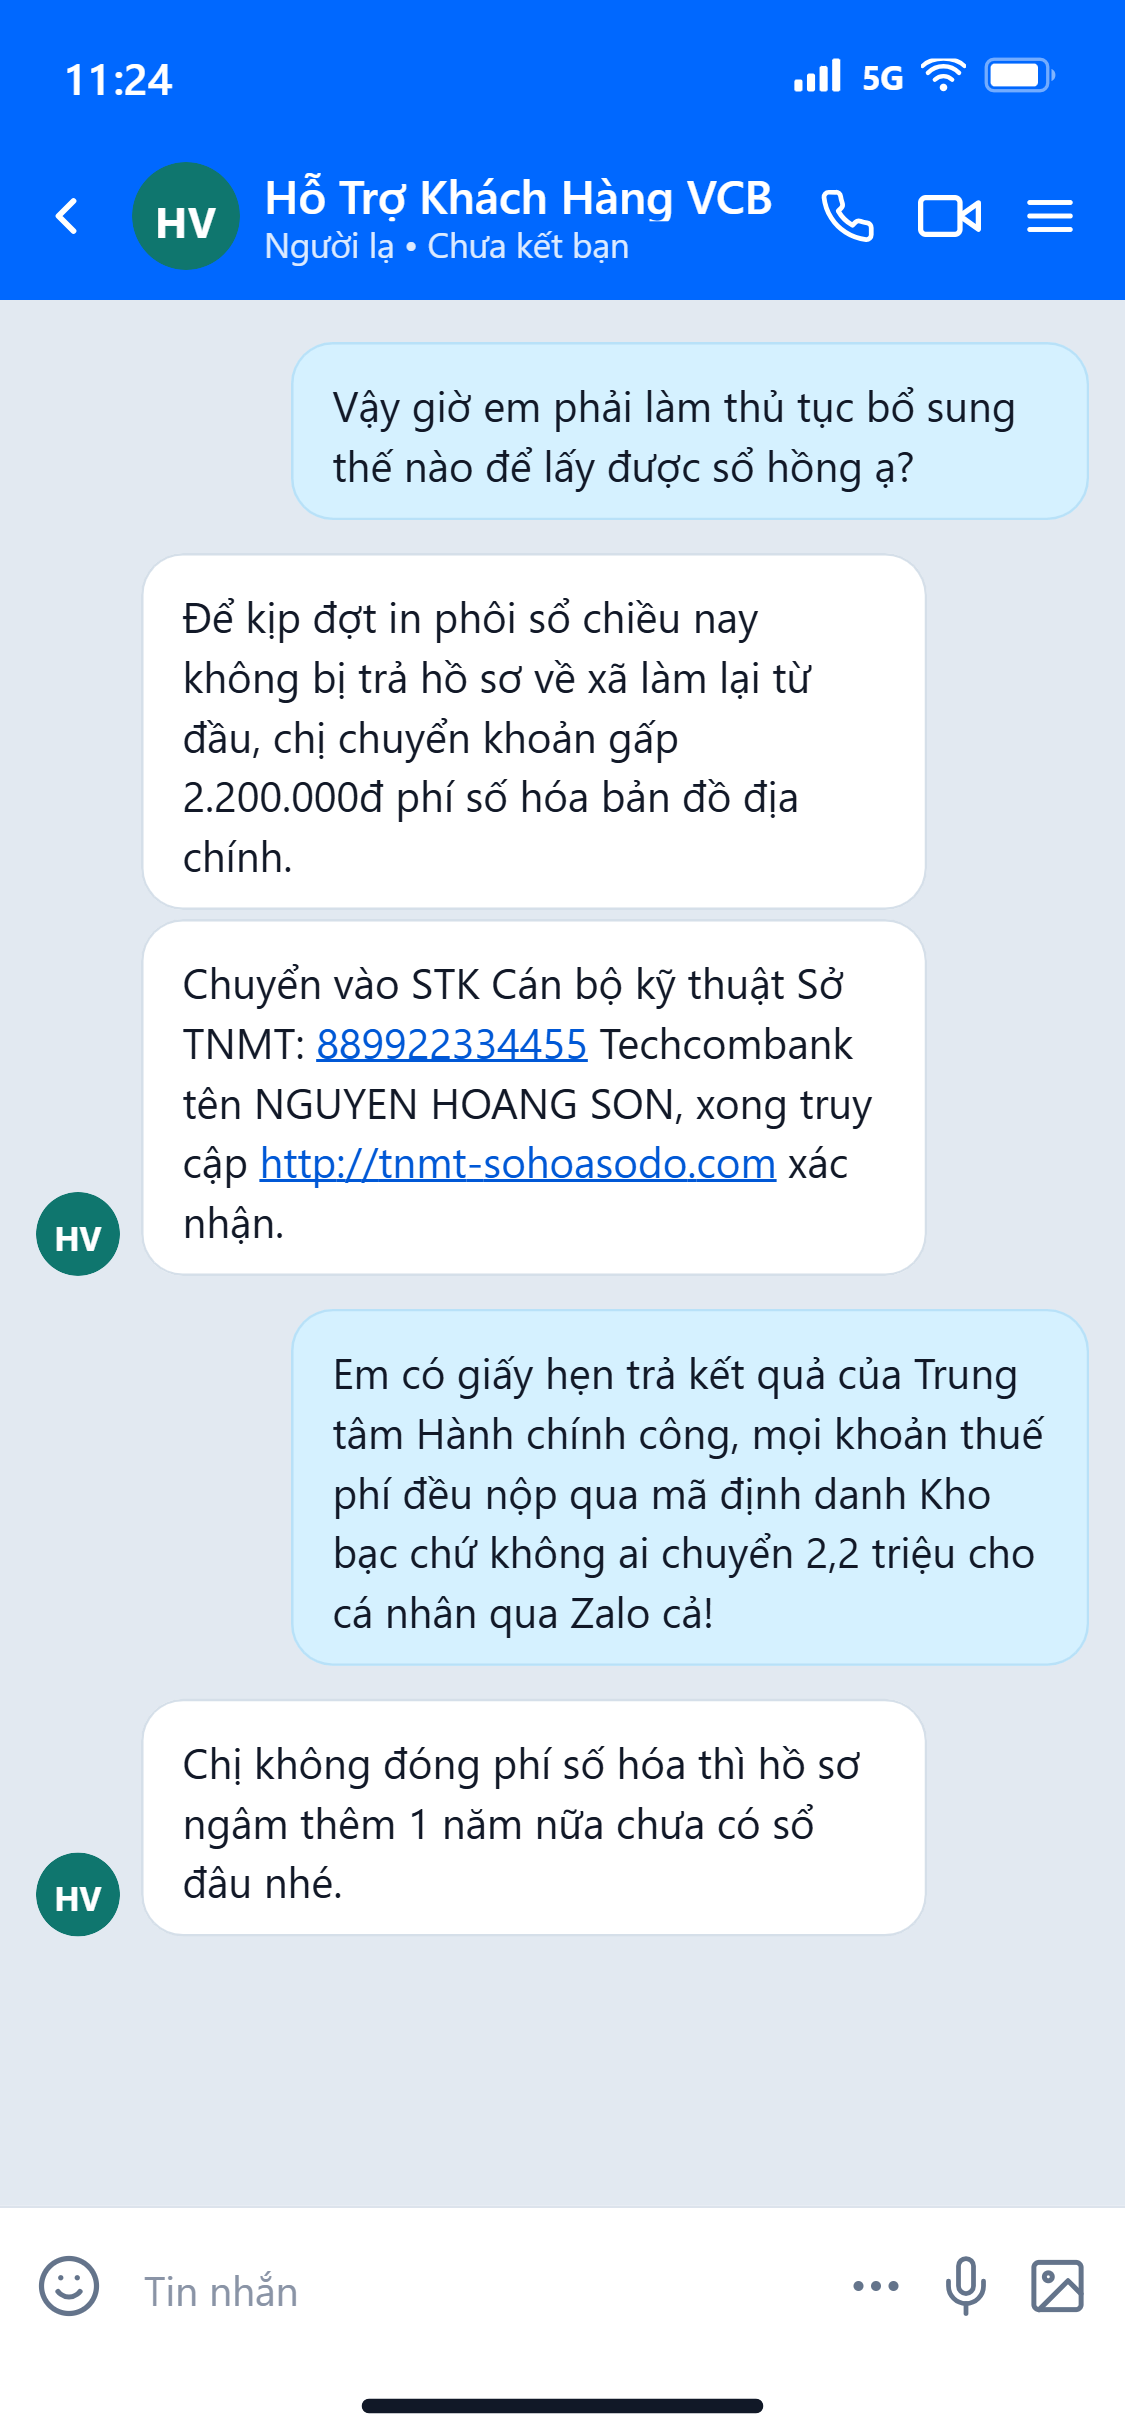 11:24
5G
HV
Hỗ Trợ Khách Hàng VCB
Người lạ • Chưa kết bạn
Vậy giờ em phải làm thủ tục bổ sung
thế nào để lấy được sổ hồng ạ?
Để kịp đợt in phôi sổ chiều nay
không bị trả hồ sơ về xã làm lại từ
đầu, chị chuyển khoản gấp
2.200.000đ phí số hóa bản đồ địa
chính.
Chuyển vào STK Cán bộ kỹ thuật Sở
TNMT: 889922334455 Techcombank
tên NGUYEN HOANG SON, xong truy
cập http://tnmt-sohoasodo.com xác
nhận.
HV
Em có giấy hẹn trả kết quả của Trung
tâm Hành chính công, mọi khoản thuế
phí đều nộp qua mã định danh Kho
bạc chứ không ai chuyển 2,2 triệu cho
cá nhân qua Zalo cả!
Chị không đóng phí số hóa thì hồ sơ
ngâm thêm 1 năm nữa chưa có sổ
đâu nhé.
HV
Tin nhắn